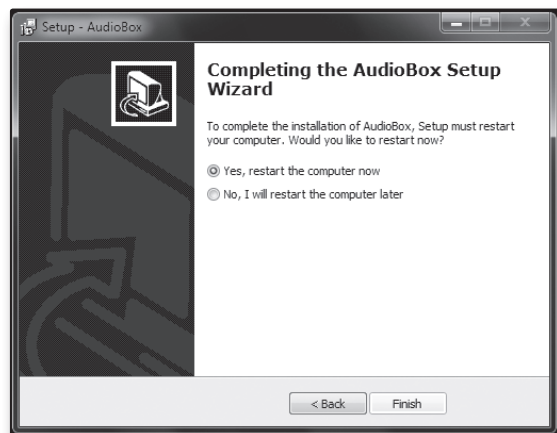 Setup - AudioBox
Completing the AudioBox Setup
Wizard
To complete the installation of AudioBox, Setup must restart
your computer. Would you like to restart now?
Yes, restart the computer now
No, I will restart the computer later
< Back
Finish